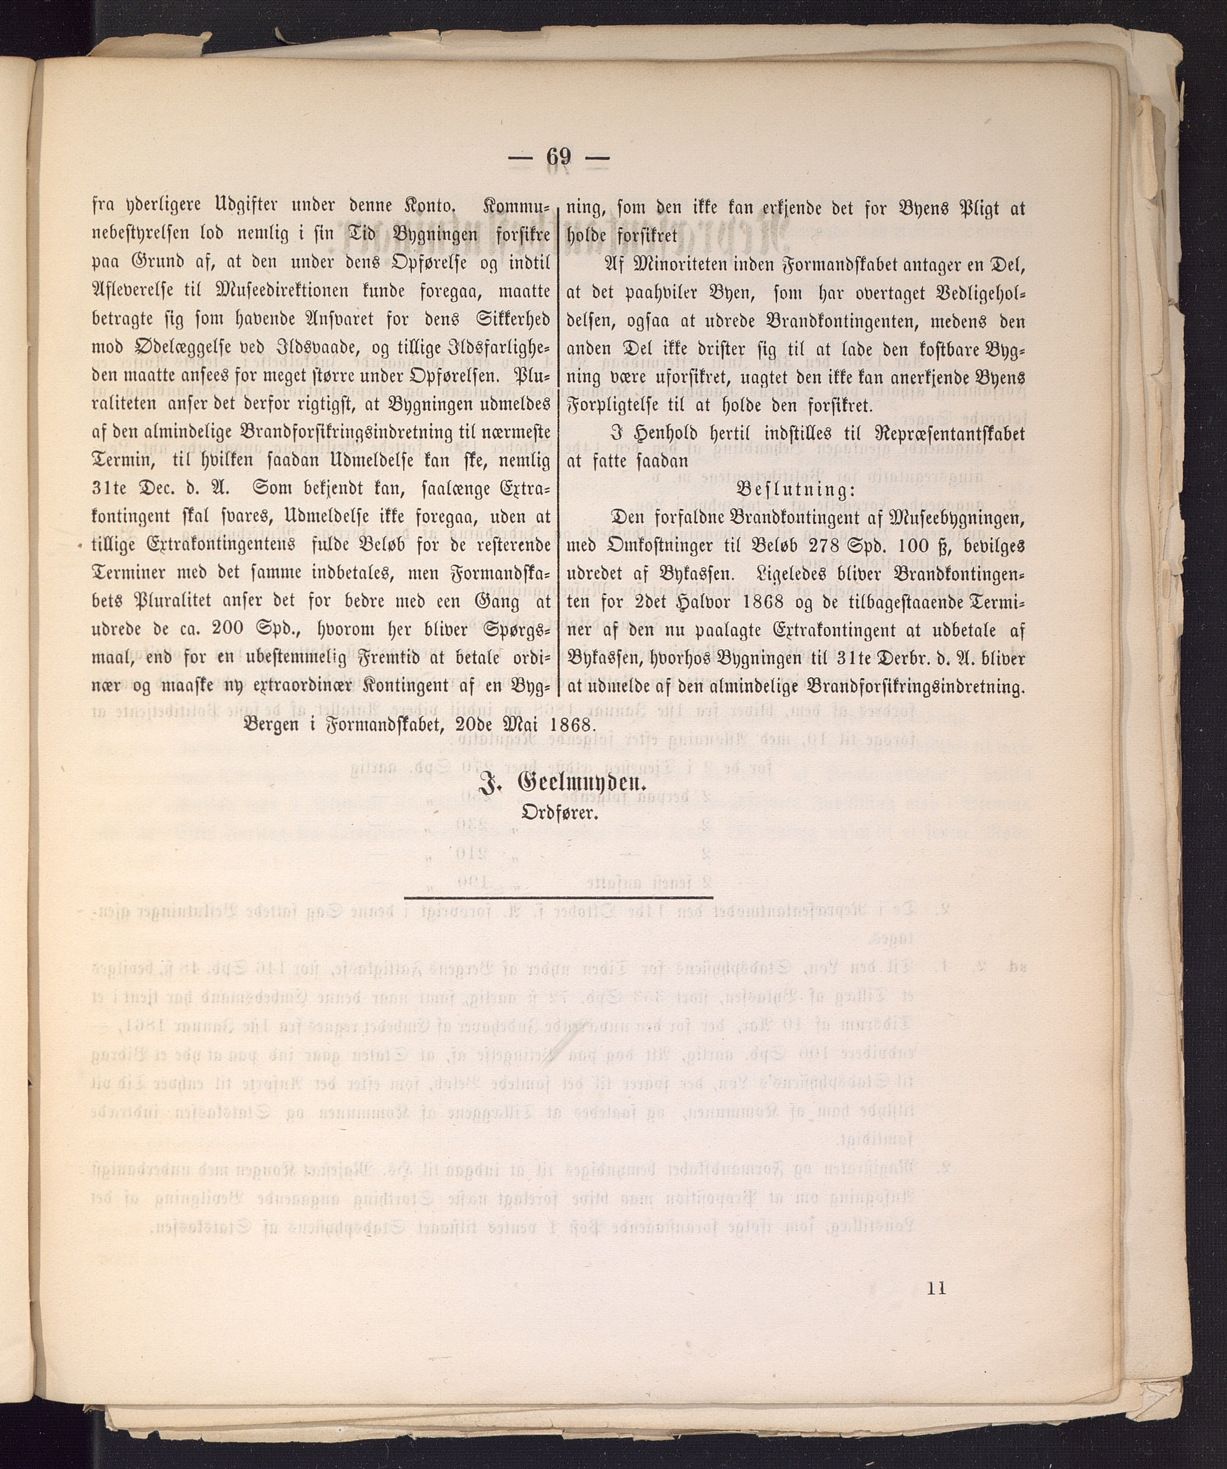 — 69 —
fra yderligere Udgifter under denne Konto. Kommu-
nebestyrelsen lod nemlig i sin Tid Bygningen forsikre
paa Grund af, at den under dens Opførelse og indtil
Afleverelse til Museedirektionen kunde foregaa, maatte
betragte sig som havende Ansvaret for dens Sikkerhed
mod Ødelæggelse ved Ildsvaade, og tillige Ildsfarlighe-
den maatte ansees for meget større under Opførelsen. Plu-
raliteten anser det derfor rigtigst, at Bygningen udmeldes
af den almindelige Brandforsikringsindretning til nærmeste
Termin, til hvilken saadan Udmeldelse kan ske, nemlig
31te Dec. d. A. Som bekjendt kan, saalænge Extra-
kontingent skal svares, Udmeldelse ikke foregaa, uden at
tillige Extrakontingentens fulde Beløb for de resterende
Terminer med det samme indbetales, men Formandska-
bets Pluralitet anser det for bedre med een Gang at
udrede de ca. 200 Spd., hvorom her bliver Spørgs-
maal, end for en ubestemmelig Fremtid at betale ordi-
nær og maaske ny extraordinær Kontingent af en Byg-
ning, som den ikke kan erkjende det for Byens Pligt at
holde forsikret
Af Minoriteten inden Formandskabet antager en Del,
at det paahviler Byen, som har overtaget Vedligehol-
delsen, ogsaa at udrede Brandkontingenten, medens den
anden Del ikke drister sig til at lade den kostbare Byg-
ning være uforsikret, uagtet den ikke kan anerkjende Byens
Forpligtelse til at holde den forsikret.
I Henhold hertil indstilles til Repræsentantskabet
at fatte saadan
Beslutning:
Den forfaldne Brandkontingent af Museebygningen,
med Omkostninger til Beløb 278 Spd. 100 ß, bevilges
udredet af Bykassen. Ligeledes bliver Brandkontingen-
ten for 2det Halvor 1868 og de tilbagestaaende Termi-
ner af den nu paalagte Extrakontingent at udbetale af
Bykassen, hvorhos Bygningen til 31te Decbr. d. A. bliver
at udmelde af den almindelige Brandforsikringsindretning.
Bergen i Formandskabet, 20de Mai 1868.
J. Geelmuyden.
Ordfører.
11